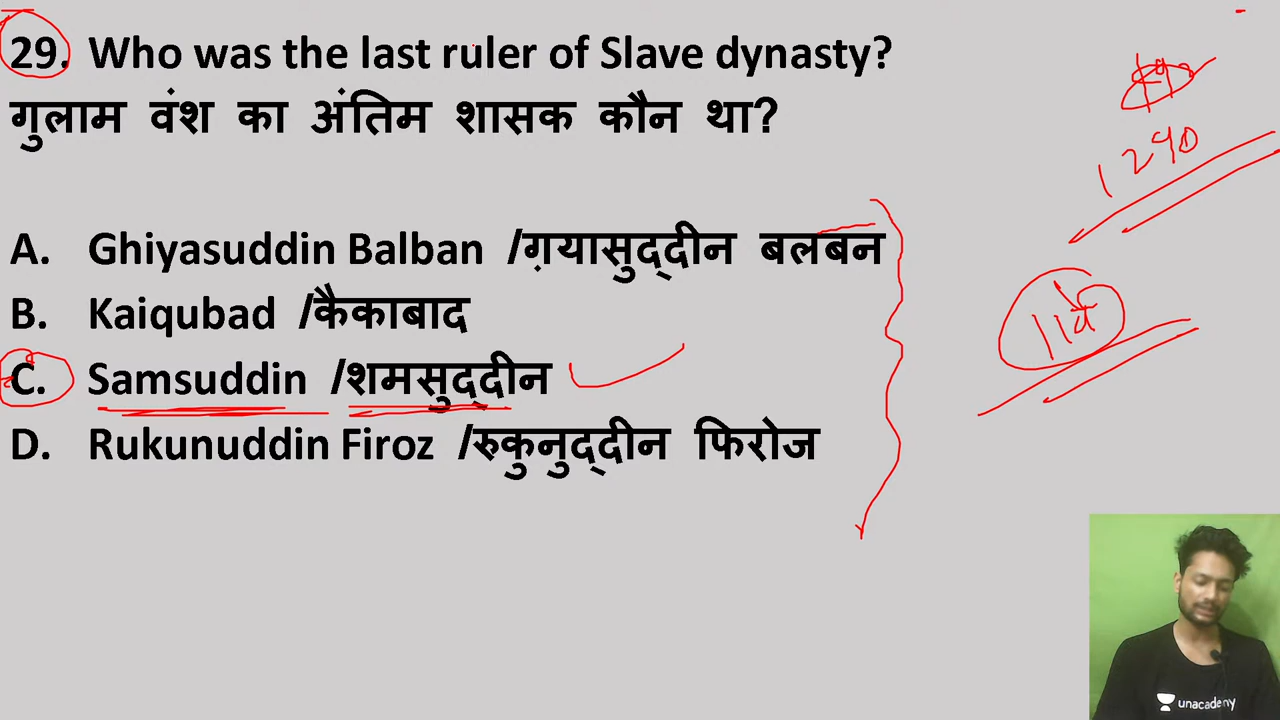 29. Who was the last ruler of Slave dynasty?
गुलाम वंश का अंतिम शासक कौन था?
1290
A. Ghiyasuddin Balban /ग़यासुद्दीन बलबन
B. Kaiqubad /कैकाबाद
C. Samsuddin /शमसुद्दीन
D. Rukunuddin Firoz /रुकुनुद्दीन फिरोज
unacademy